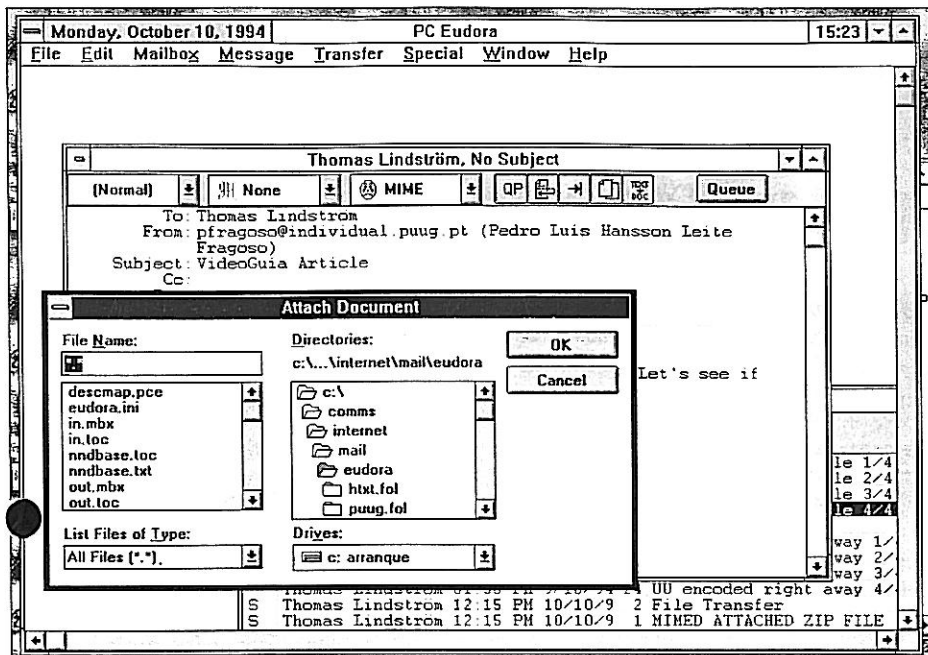 Monday, October 10, 1994 PC Eudora 15:23
File Edit Mailbox Message Transfer Special Window Help
Thomas Lindström, No Subject
(Normal) None MIME QP Queue
To: Thomas Lindstrom
From: pfragoso@individual.puug.pt (Pedro Luis Hansson Leite
Fragoso)
Subject: VideoGuia Article
Cc:
Let's see if
Attach Document
File Name:
descmap.pce
eudora.ini
in.mbx
in.toc
nndbase.toc
nndbase.txt
out.mbx
out.toc
List Files of Type:
All Files (*.*)
Directories:
c:\...\internet\mail\eudora
c:\
comms
internet
mail
eudora
htxt.fol
puug.fol
Drives:
c: arranque
OK
Cancel
le 1/4
le 2/4
le 3/4
le 4/4
way 1/
way 2/
way 3/
UU encoded right away 4/
S Thomas Lindstrom 12:15 PM 10/10/9 2 File Transfer
S Thomas Lindstrom 12:15 PM 10/10/9 1 MIMED ATTACHED ZIP FILE